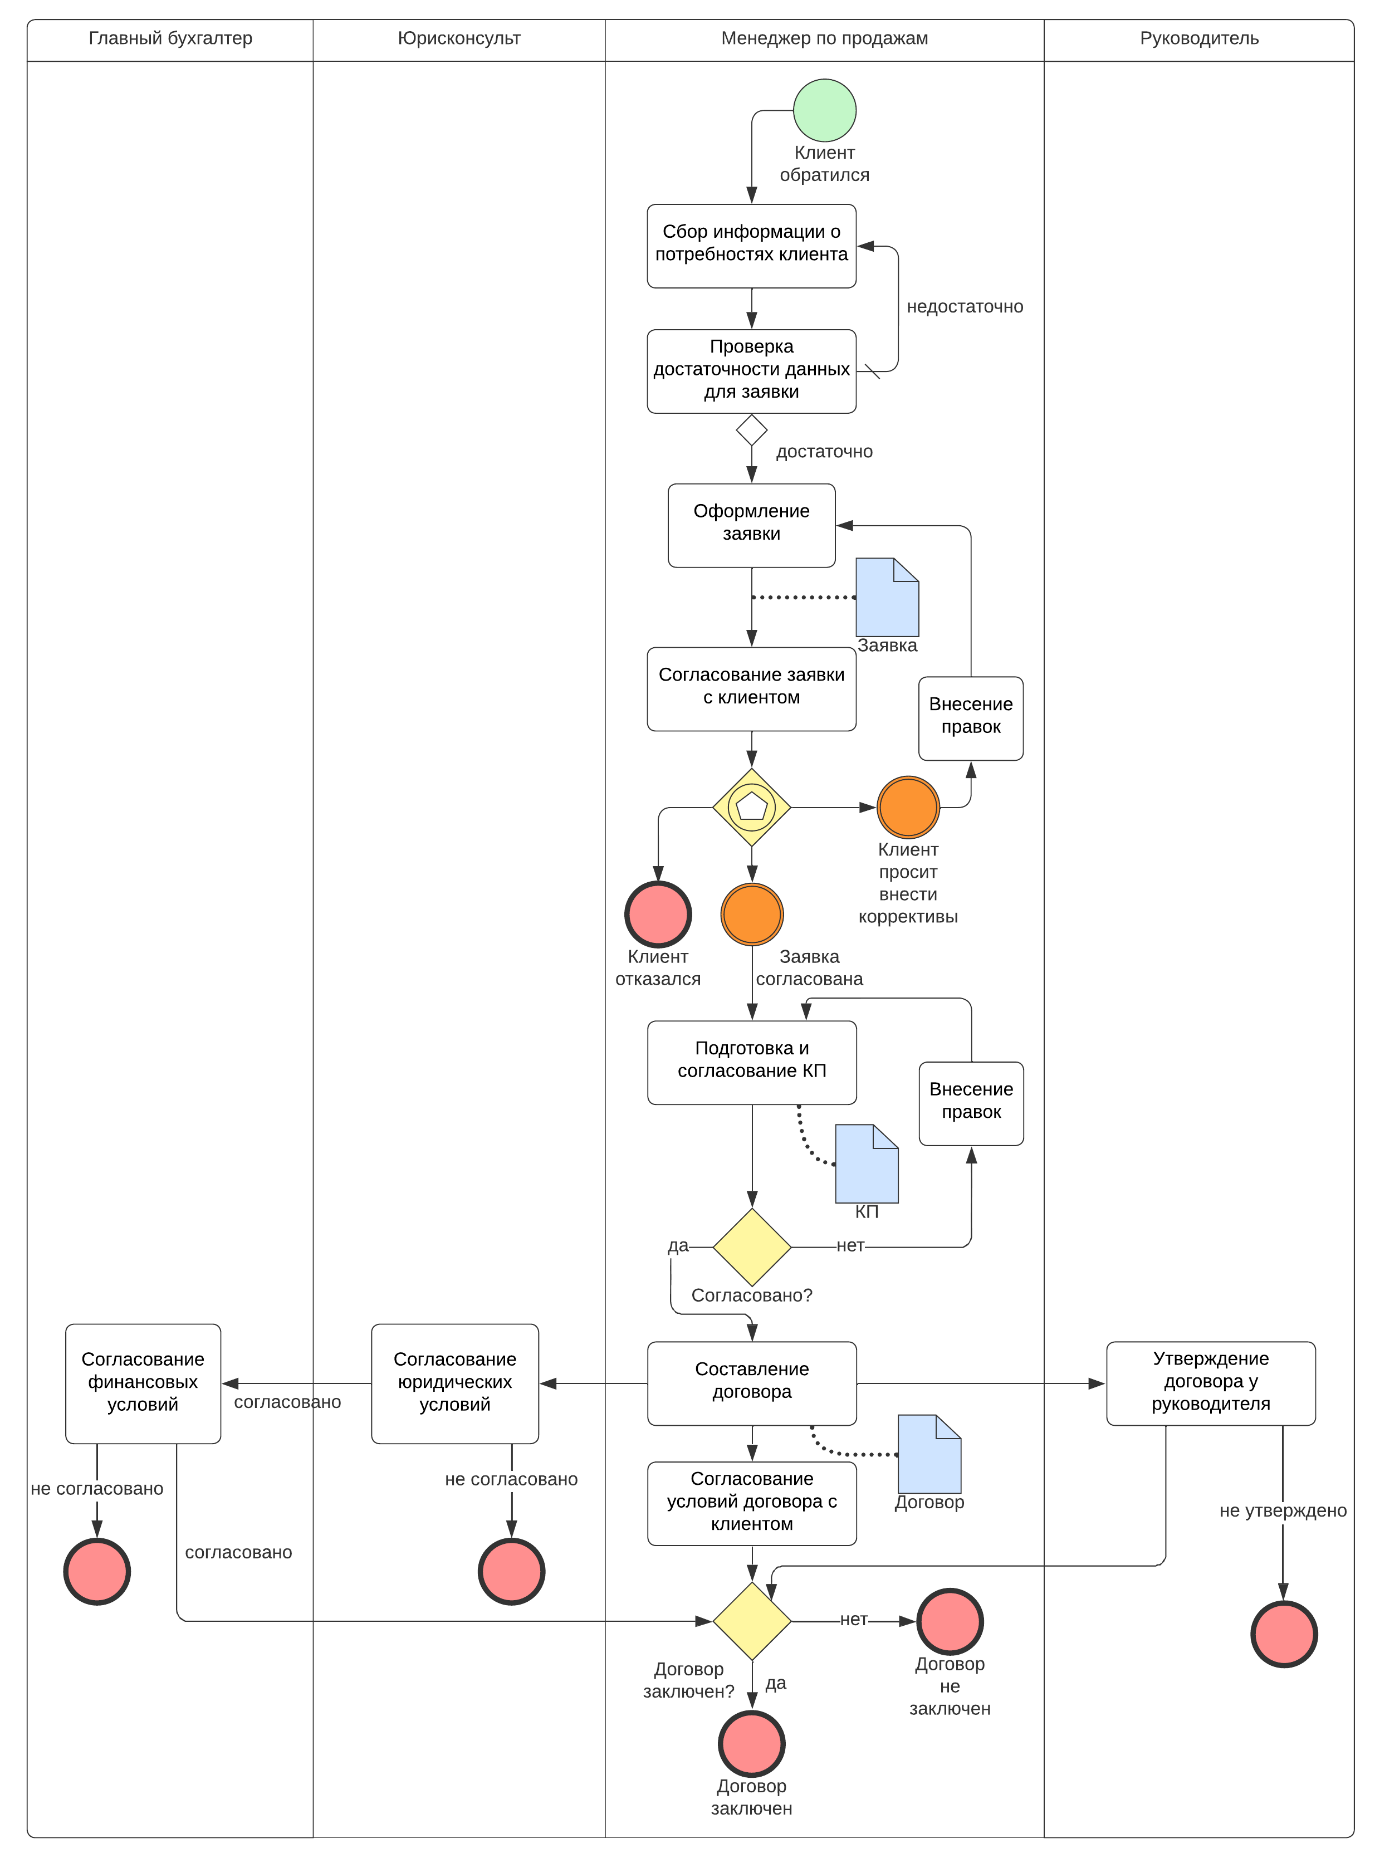 Главный бухгалтер
Юрисконсульт
Менеджер по продажам
Руководитель
Клиент
обратился
Сбор информации о
потребностях клиента
недостаточно
Проверка
достаточности данных
для заявки
достаточно
Оформление
заявки
Заявка
Согласование заявки
с клиентом
Внесение
правок
Клиент
просит
внести
коррективы
Клиент
отказался
Заявка
согласована
Подготовка и
согласование КП
Внесение
правок
КП
да
нет
Согласовано?
Согласование
финансовых
условий
согласовано
Согласование
юридических
условий
Составление
договора
Утверждение
договора у
руководителя
не согласовано
не согласовано
Согласование
условий договора с
клиентом
Договор
не утверждено
согласовано
нет
Договор
заключен?
да
Договор
не
заключен
Договор
заключен